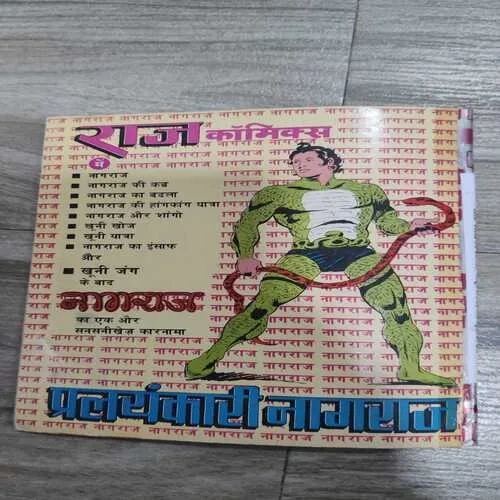 राज कॉमिक्स
में
नागराज
नागराज की कब्र
नागराज का बदला
नागराज की हांगकांग यात्रा
नागराज और शांगो
खूनी खोज
खूनी यात्रा
नागराज का इंसाफ
और
खूनी जंग
के बाद
नागराज
का एक और
सनसनीखेज़ कारनामा
प्रलयंकारी नागराज